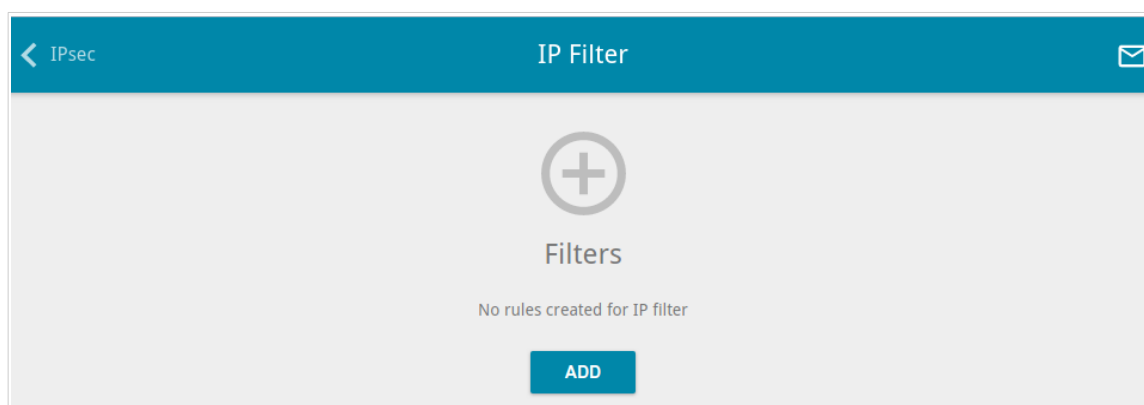 IPsec
IP Filter
Filters
No rules created for IP filter
ADD